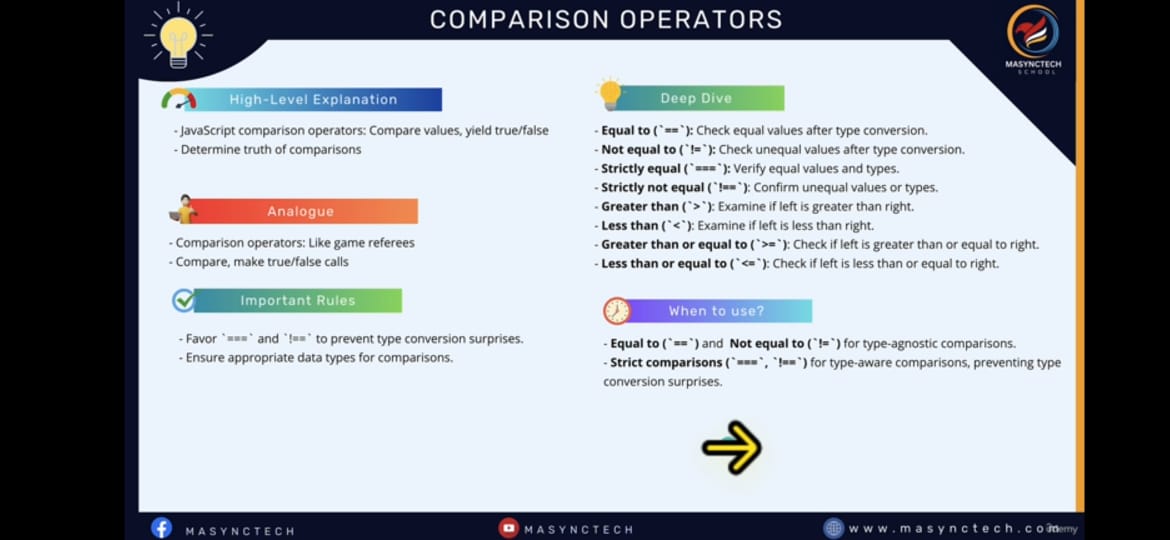 COMPARISON OPERATORS
MASYNCTECH
SCHOOL
High-Level Explanation
- JavaScript comparison operators: Compare values, yield true/false
- Determine truth of comparisons
Analogue
- Comparison operators: Like game referees
- Compare, make true/false calls
Important Rules
- Favor `===` and `!==` to prevent type conversion surprises.
- Ensure appropriate data types for comparisons.
Deep Dive
- Equal to (`==`): Check equal values after type conversion.
- Not equal to (`!=`): Check unequal values after type conversion.
- Strictly equal (`===`): Verify equal values and types.
- Strictly not equal (`!==`): Confirm unequal values or types.
- Greater than (`>`): Examine if left is greater than right.
- Less than (`<`): Examine if left is less than right.
- Greater than or equal to (`>=`): Check if left is greater than or equal to right.
- Less than or equal to (`<=`): Check if left is less than or equal to right.
When to use?
- Equal to (`==`) and Not equal to (`!=`) for type-agnostic comparisons.
- Strict comparisons (`===`, `!==`) for type-aware comparisons, preventing type
conversion surprises.
MASYNCTECH
MASYNCTECH
www.masynctech.com